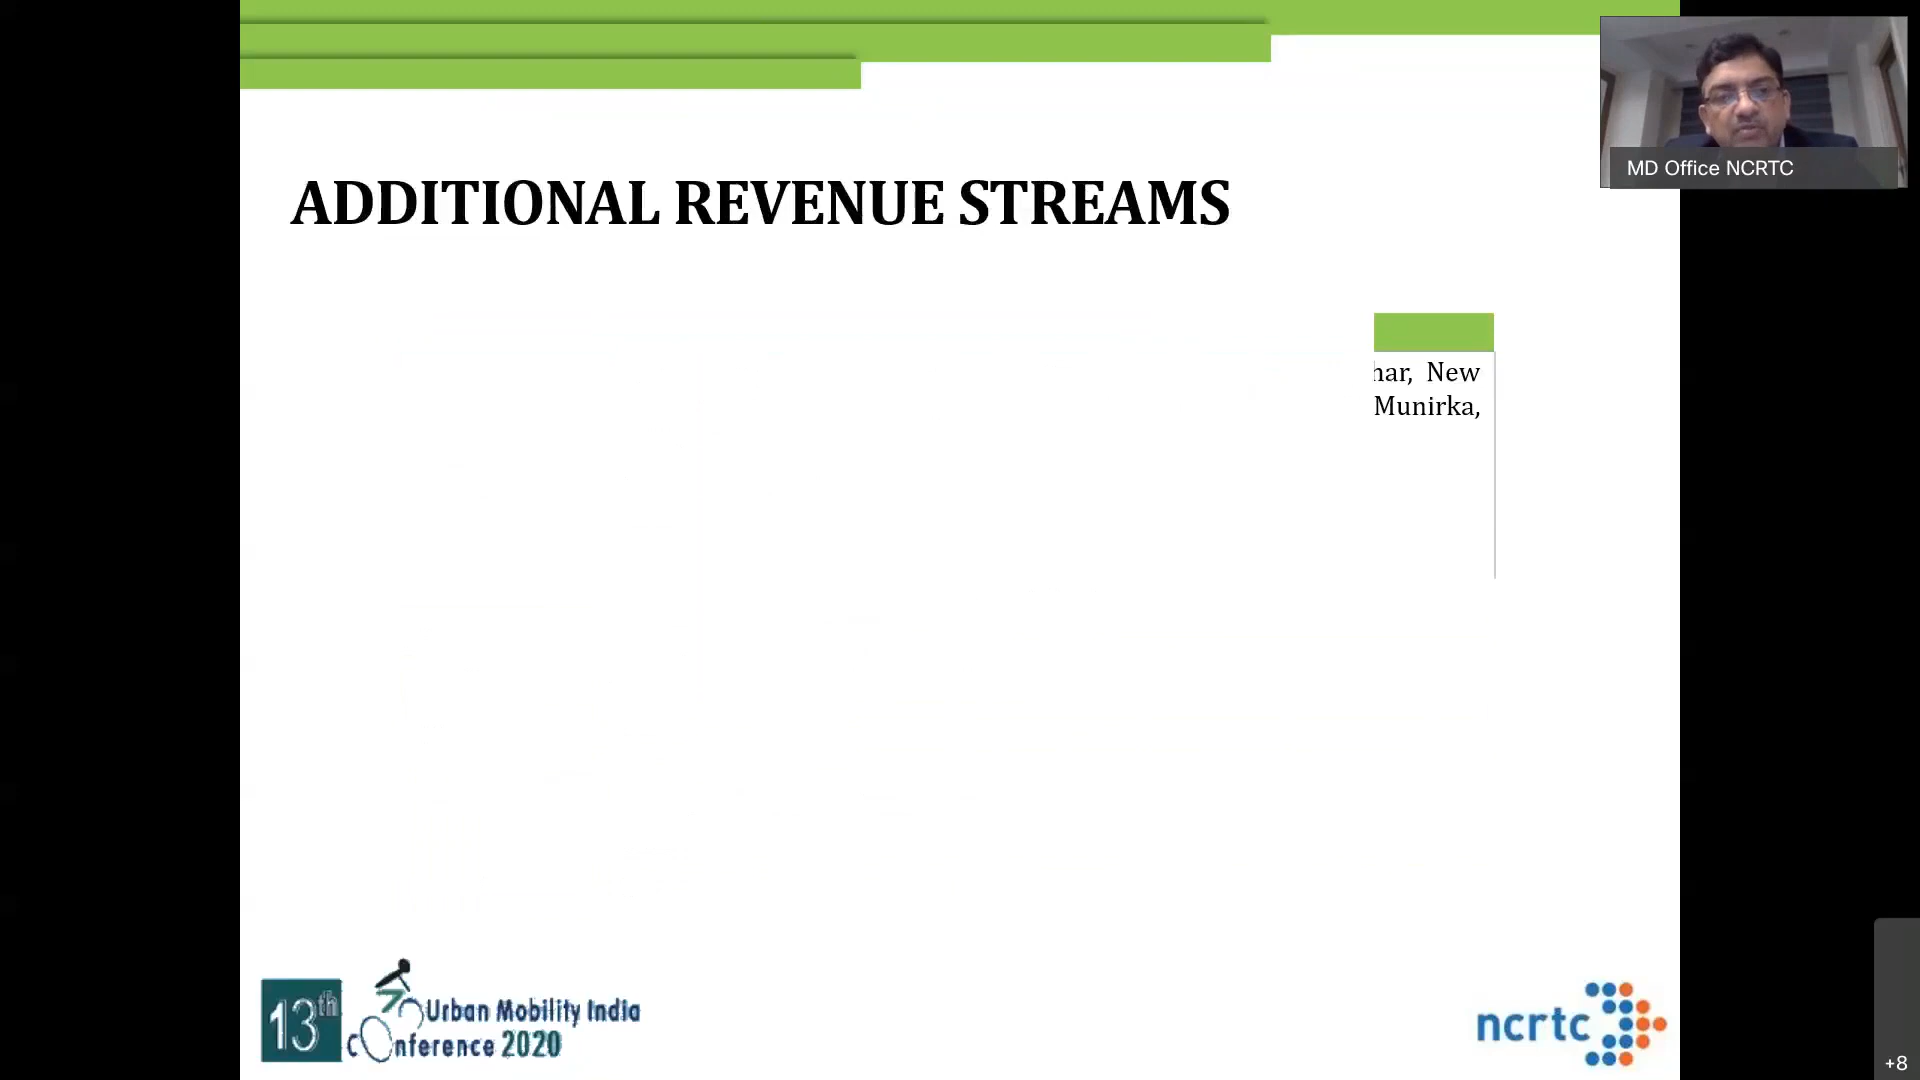 MD Office NCRTC
ADDITIONAL REVENUE STREAMS
har, New
Munirka,
13th
Urban Mobility India
Conference 2020
ncrtc
+8